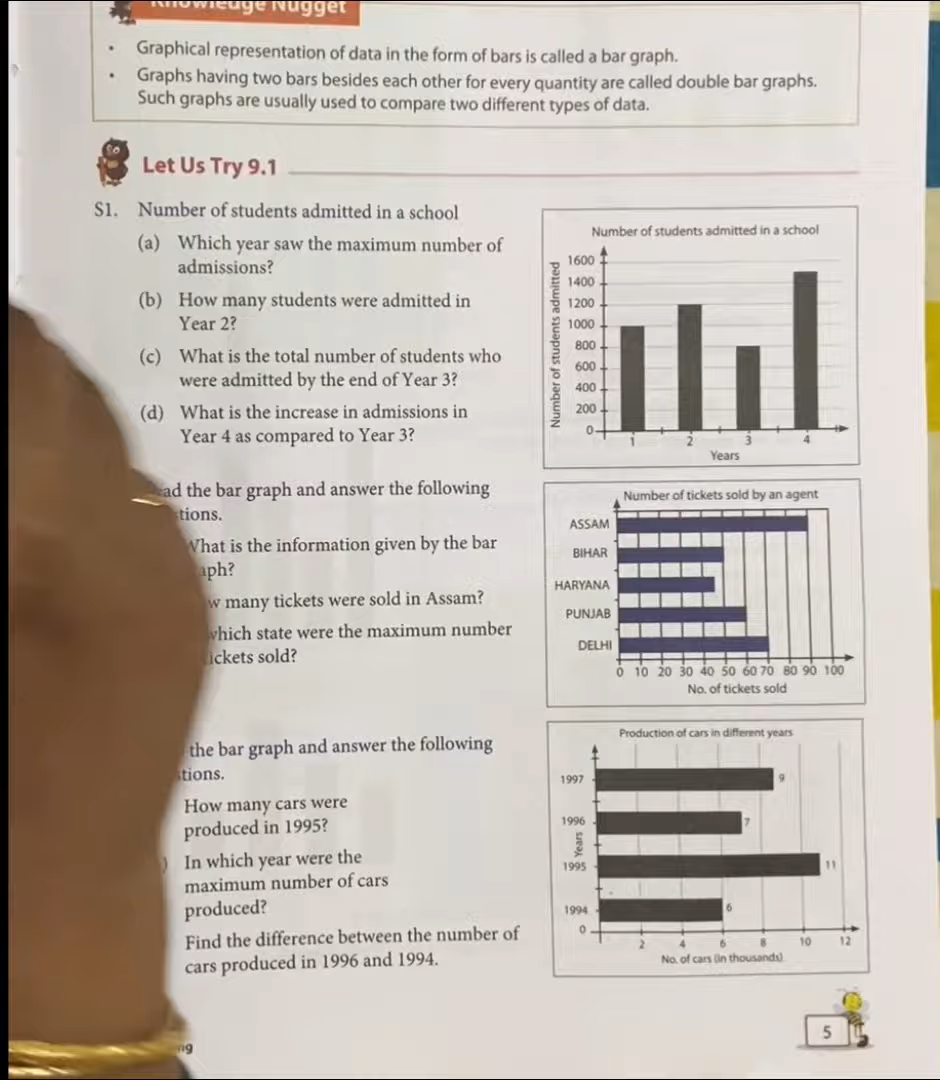 Knowledge Nugget
• Graphical representation of data in the form of bars is called a bar graph.
• Graphs having two bars besides each other for every quantity are called double bar graphs.
Such graphs are usually used to compare two different types of data.
Let Us Try 9.1
S1. Number of students admitted in a school
(a) Which year saw the maximum number of
admissions?
(b) How many students were admitted in
Year 2?
(c) What is the total number of students who
were admitted by the end of Year 3?
(d) What is the increase in admissions in
Year 4 as compared to Year 3?
Number of students admitted in a school
Number of students admitted
1600
1400
1200
1000
800
600
400
200
0
1 2 3 4
Years
the bar graph and answer the following
tions.
What is the information given by the bar
many tickets were sold in Assam?
which state were the maximum number
sold?
Number of tickets sold by an agent
ASSAM
BIHAR
HARYANA
PUNJAB
DELHI
0 10 20 30 40 50 60 70 80 90 100
No. of tickets sold
the bar graph and answer the following
tions.
How many cars were
produced in 1995?
) In which year were the
maximum number of cars
produced?
Find the difference between the number of
cars produced in 1996 and 1994.
Production of cars in different years
Years
1997 9
1996 7
1995 11
1994 6
0 2 4 6 8 10 12
No. of cars (in thousands)
5